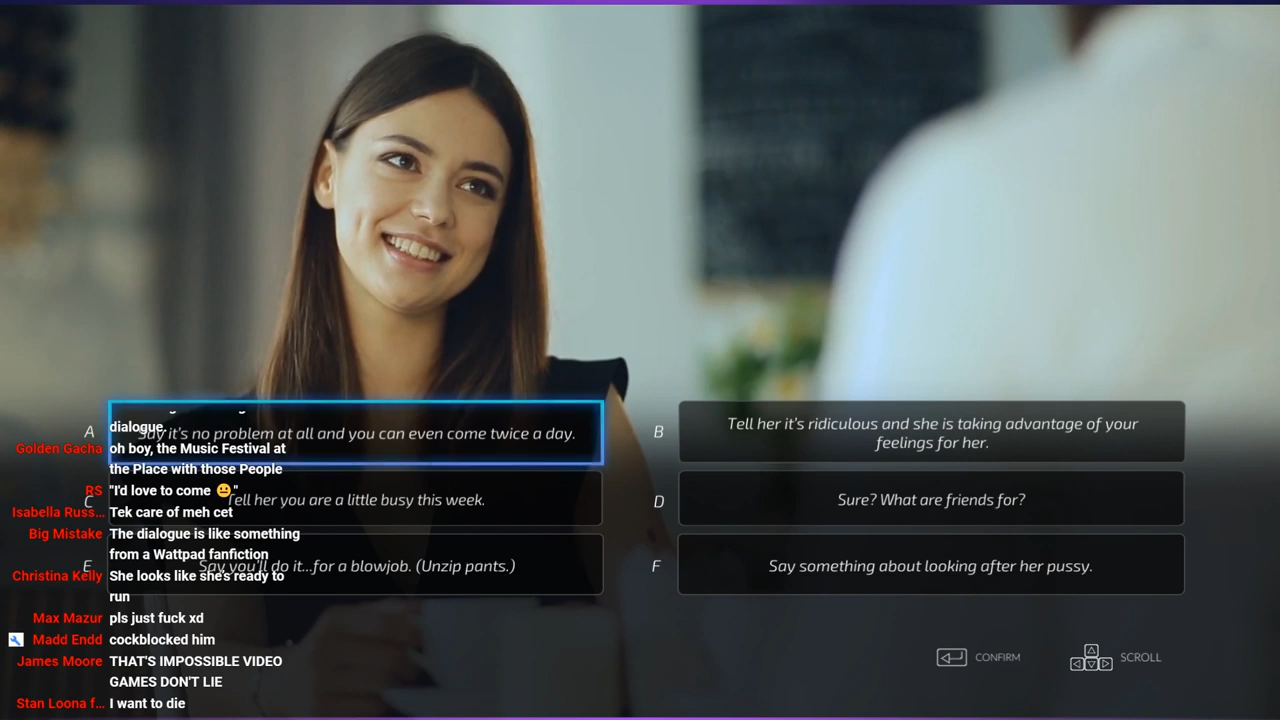 A
Say it's no problem at all and you can even come twice a day.
B
Tell her it's ridiculous and she is taking advantage of your
feelings for her.
C
Tell her you are a little busy this week.
D
Sure? What are friends for?
E
Say you'll do it...for a blowjob. (Unzip pants.)
F
Say something about looking after her pussy.
CONFIRM
SCROLL
dialogue.
Golden Gacha oh boy, the Music Festival at
the Place with those People
RS "I'd love to come 😐"
Isabella Russ... Tek care of meh cet
Big Mistake The dialogue is like something
from a Wattpad fanfiction
Christina Kelly She looks like she's ready to
run
Max Mazur pls just fuck xd
Madd Endd cockblocked him
James Moore THAT'S IMPOSSIBLE VIDEO
GAMES DON'T LIE
Stan Loona f... I want to die